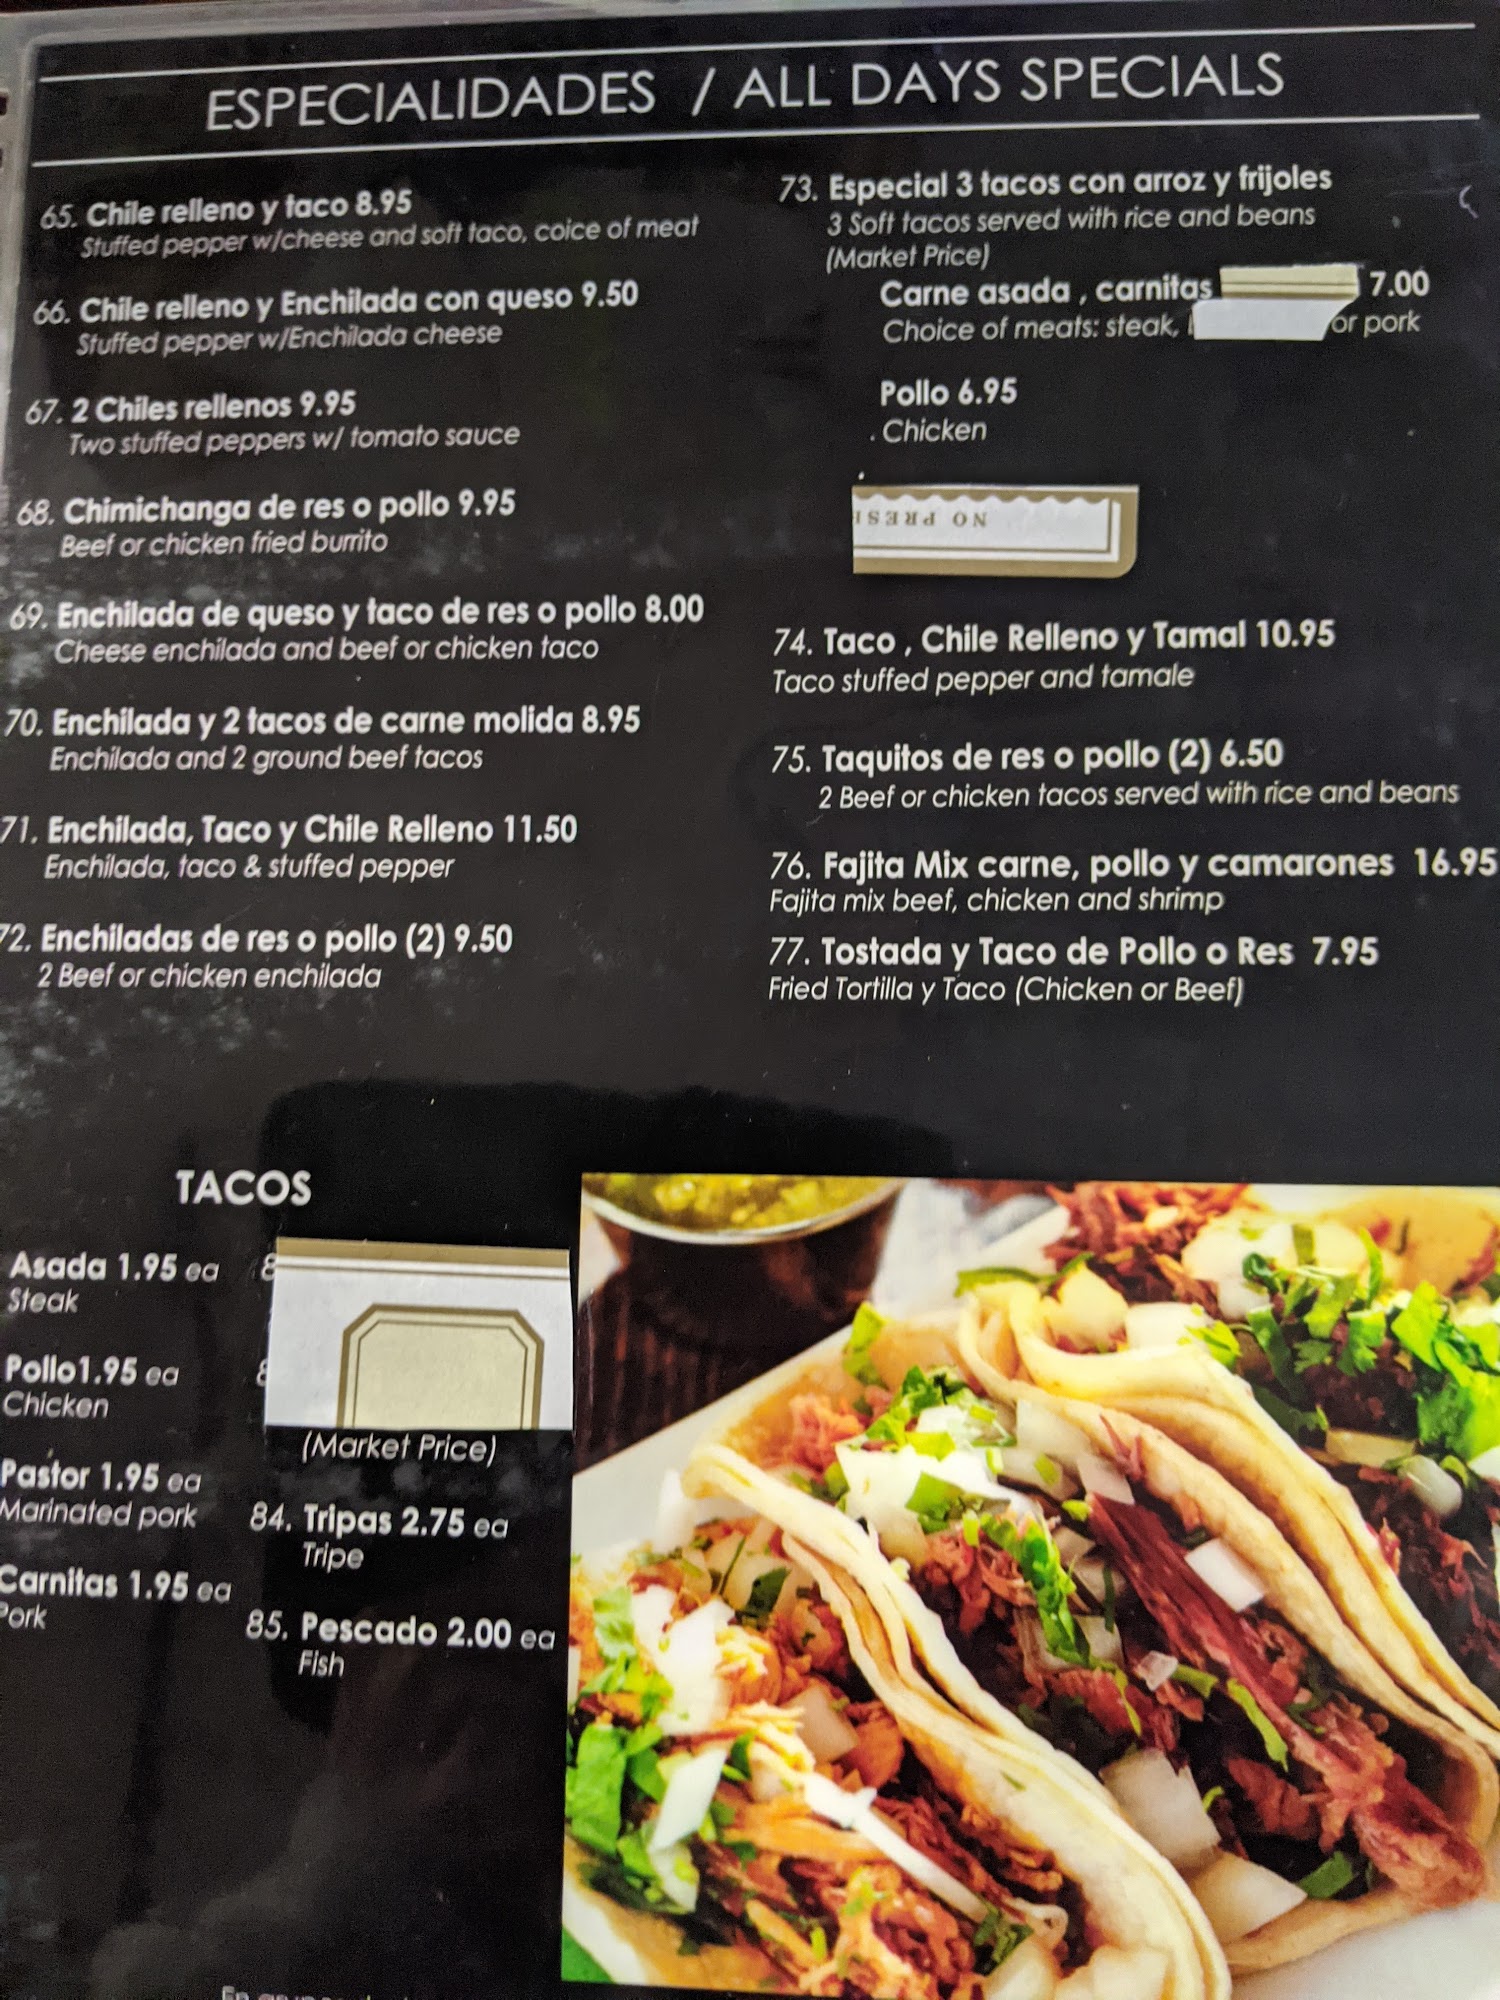 ESPECIALIDADES / ALL DAYS SPECIALS
65. Chile relleno y taco 8.95
Stuffed pepper w/cheese and soft taco, coice of meat
66. Chile relleno y Enchilada con queso 9.50
Stuffed pepper w/Enchilada cheese
67. 2 Chiles rellenos 9.95
Two stuffed peppers w/ tomato sauce
68. Chimichanga de res o pollo 9.95
Beef or chicken fried burrito
69. Enchilada de queso y taco de res o pollo 8.00
Cheese enchilada and beef or chicken taco
70. Enchilada y 2 tacos de carne molida 8.95
Enchilada and 2 ground beef tacos
71. Enchilada, Taco y Chile Relleno 11.50
Enchilada, taco & stuffed pepper
72. Enchiladas de res o pollo (2) 9.50
2 Beef or chicken enchilada
73. Especial 3 tacos con arroz y frijoles
3 Soft tacos served with rice and beans
(Market Price)
Carne asada , carnitas 7.00
Choice of meats: steak, or pork
Pollo 6.95
. Chicken
NO PRES
74. Taco , Chile Relleno y Tamal 10.95
Taco stuffed pepper and tamale
75. Taquitos de res o pollo (2) 6.50
2 Beef or chicken tacos served with rice and beans
76. Fajita Mix carne, pollo y camarones 16.95
Fajita mix beef, chicken and shrimp
77. Tostada y Taco de Pollo o Res 7.95
Fried Tortilla y Taco (Chicken or Beef)
TACOS
Asada 1.95 ea
Steak
Pollo1.95 ea
Chicken
Pastor 1.95 ea
Marinated pork
Carnitas 1.95 ea
Pork
8
8
(Market Price)
84. Tripas 2.75 ea
Tripe
85. Pescado 2.00 ea
Fish